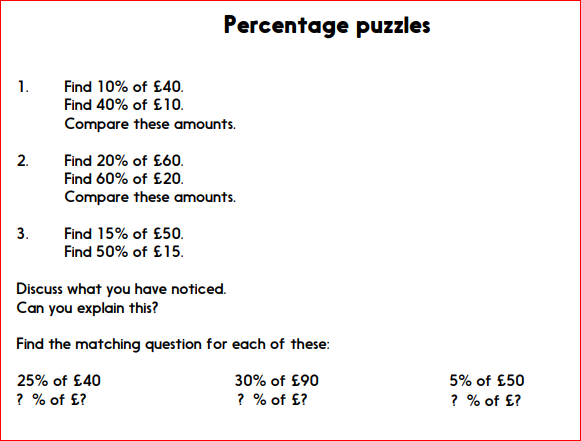 Percentage puzzles
1. Find 10% of £40.
Find 40% of £10.
Compare these amounts.
2. Find 20% of £60.
Find 60% of £20.
Compare these amounts.
3. Find 15% of £50.
Find 50% of £15.
Discuss what you have noticed.
Can you explain this?
Find the matching question for each of these:
25% of £40 30% of £90 5% of £50
? % of £? ? % of £? ? % of £?